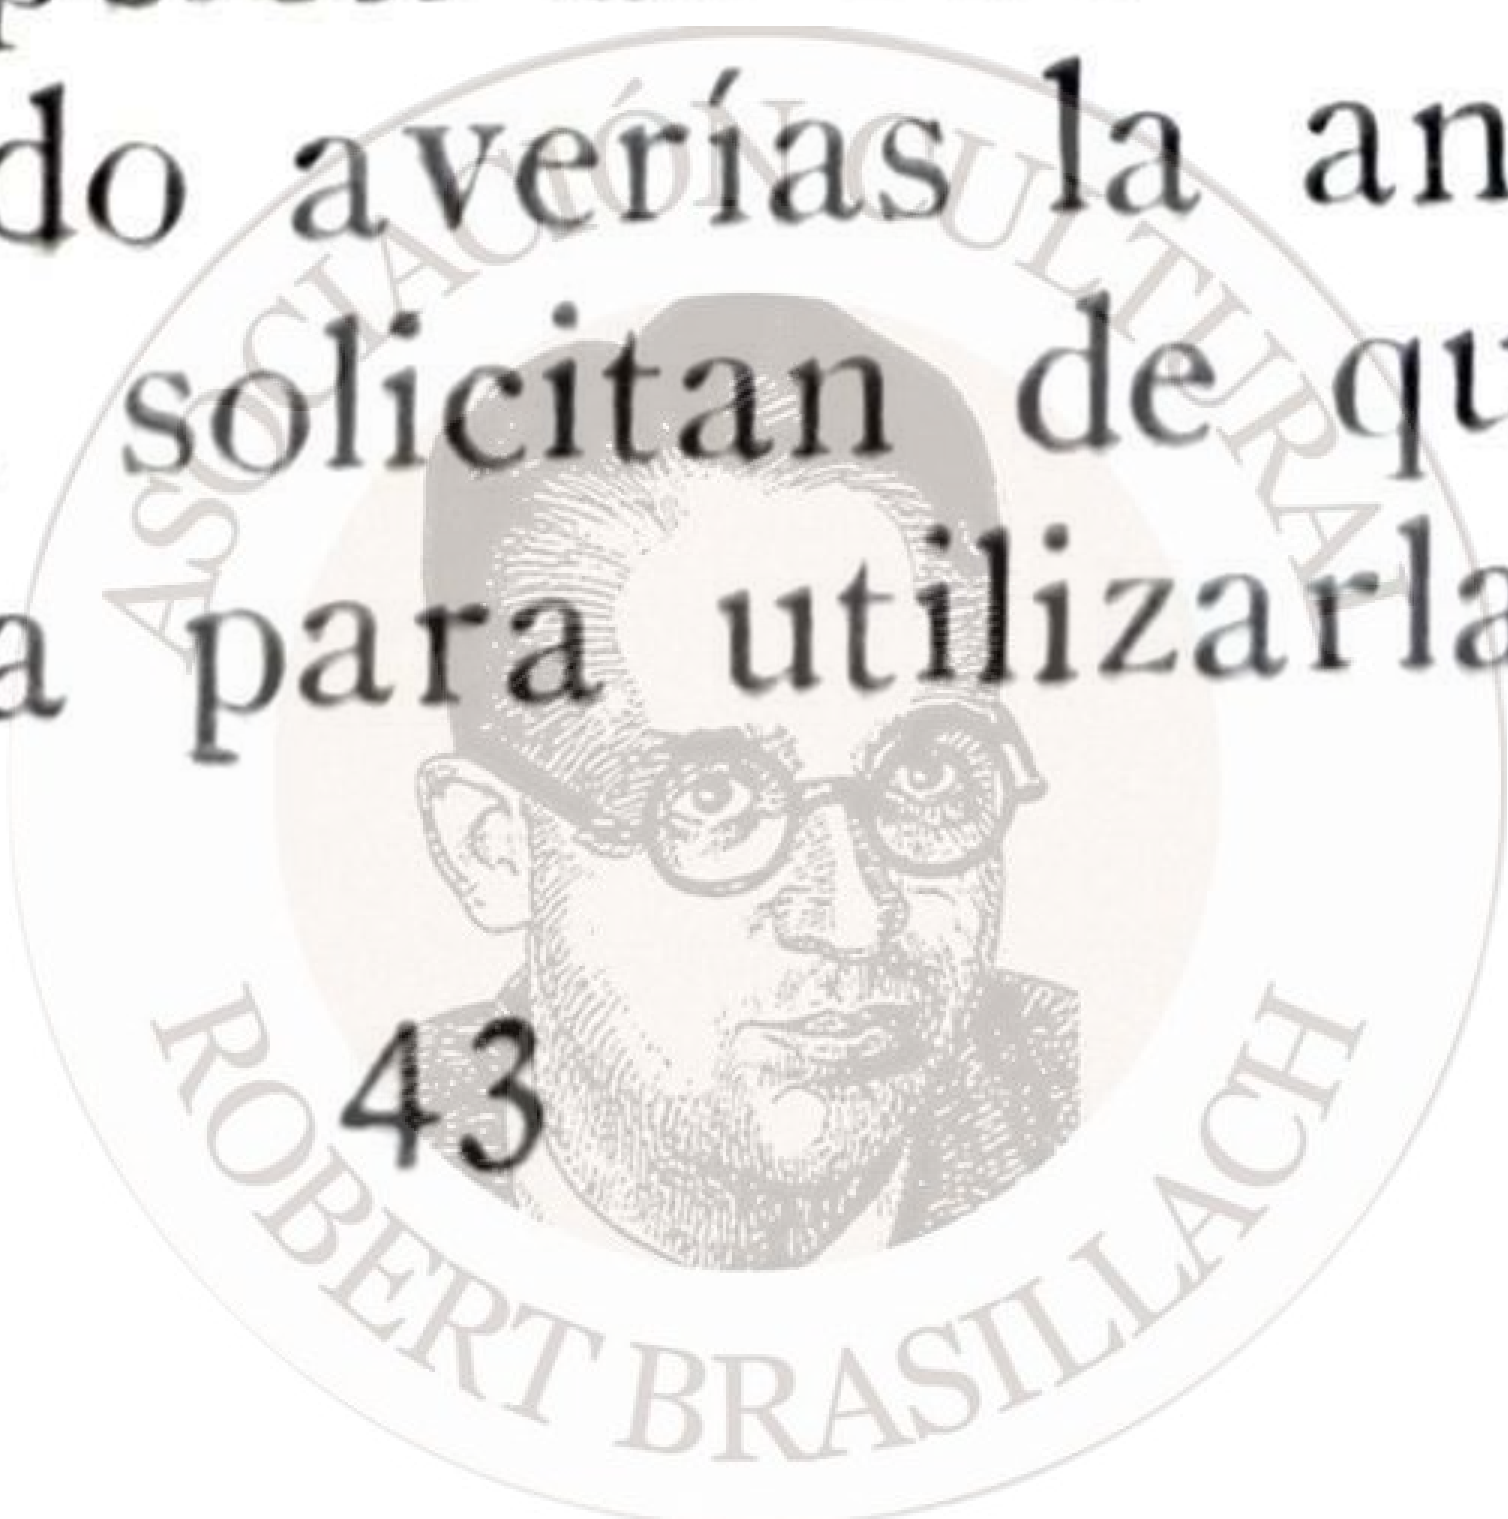 do averías la an
solicitan de qu
a para utilizarla
43
ASOCIACIÓN CULTURAL
ROBERT BRASILLACH